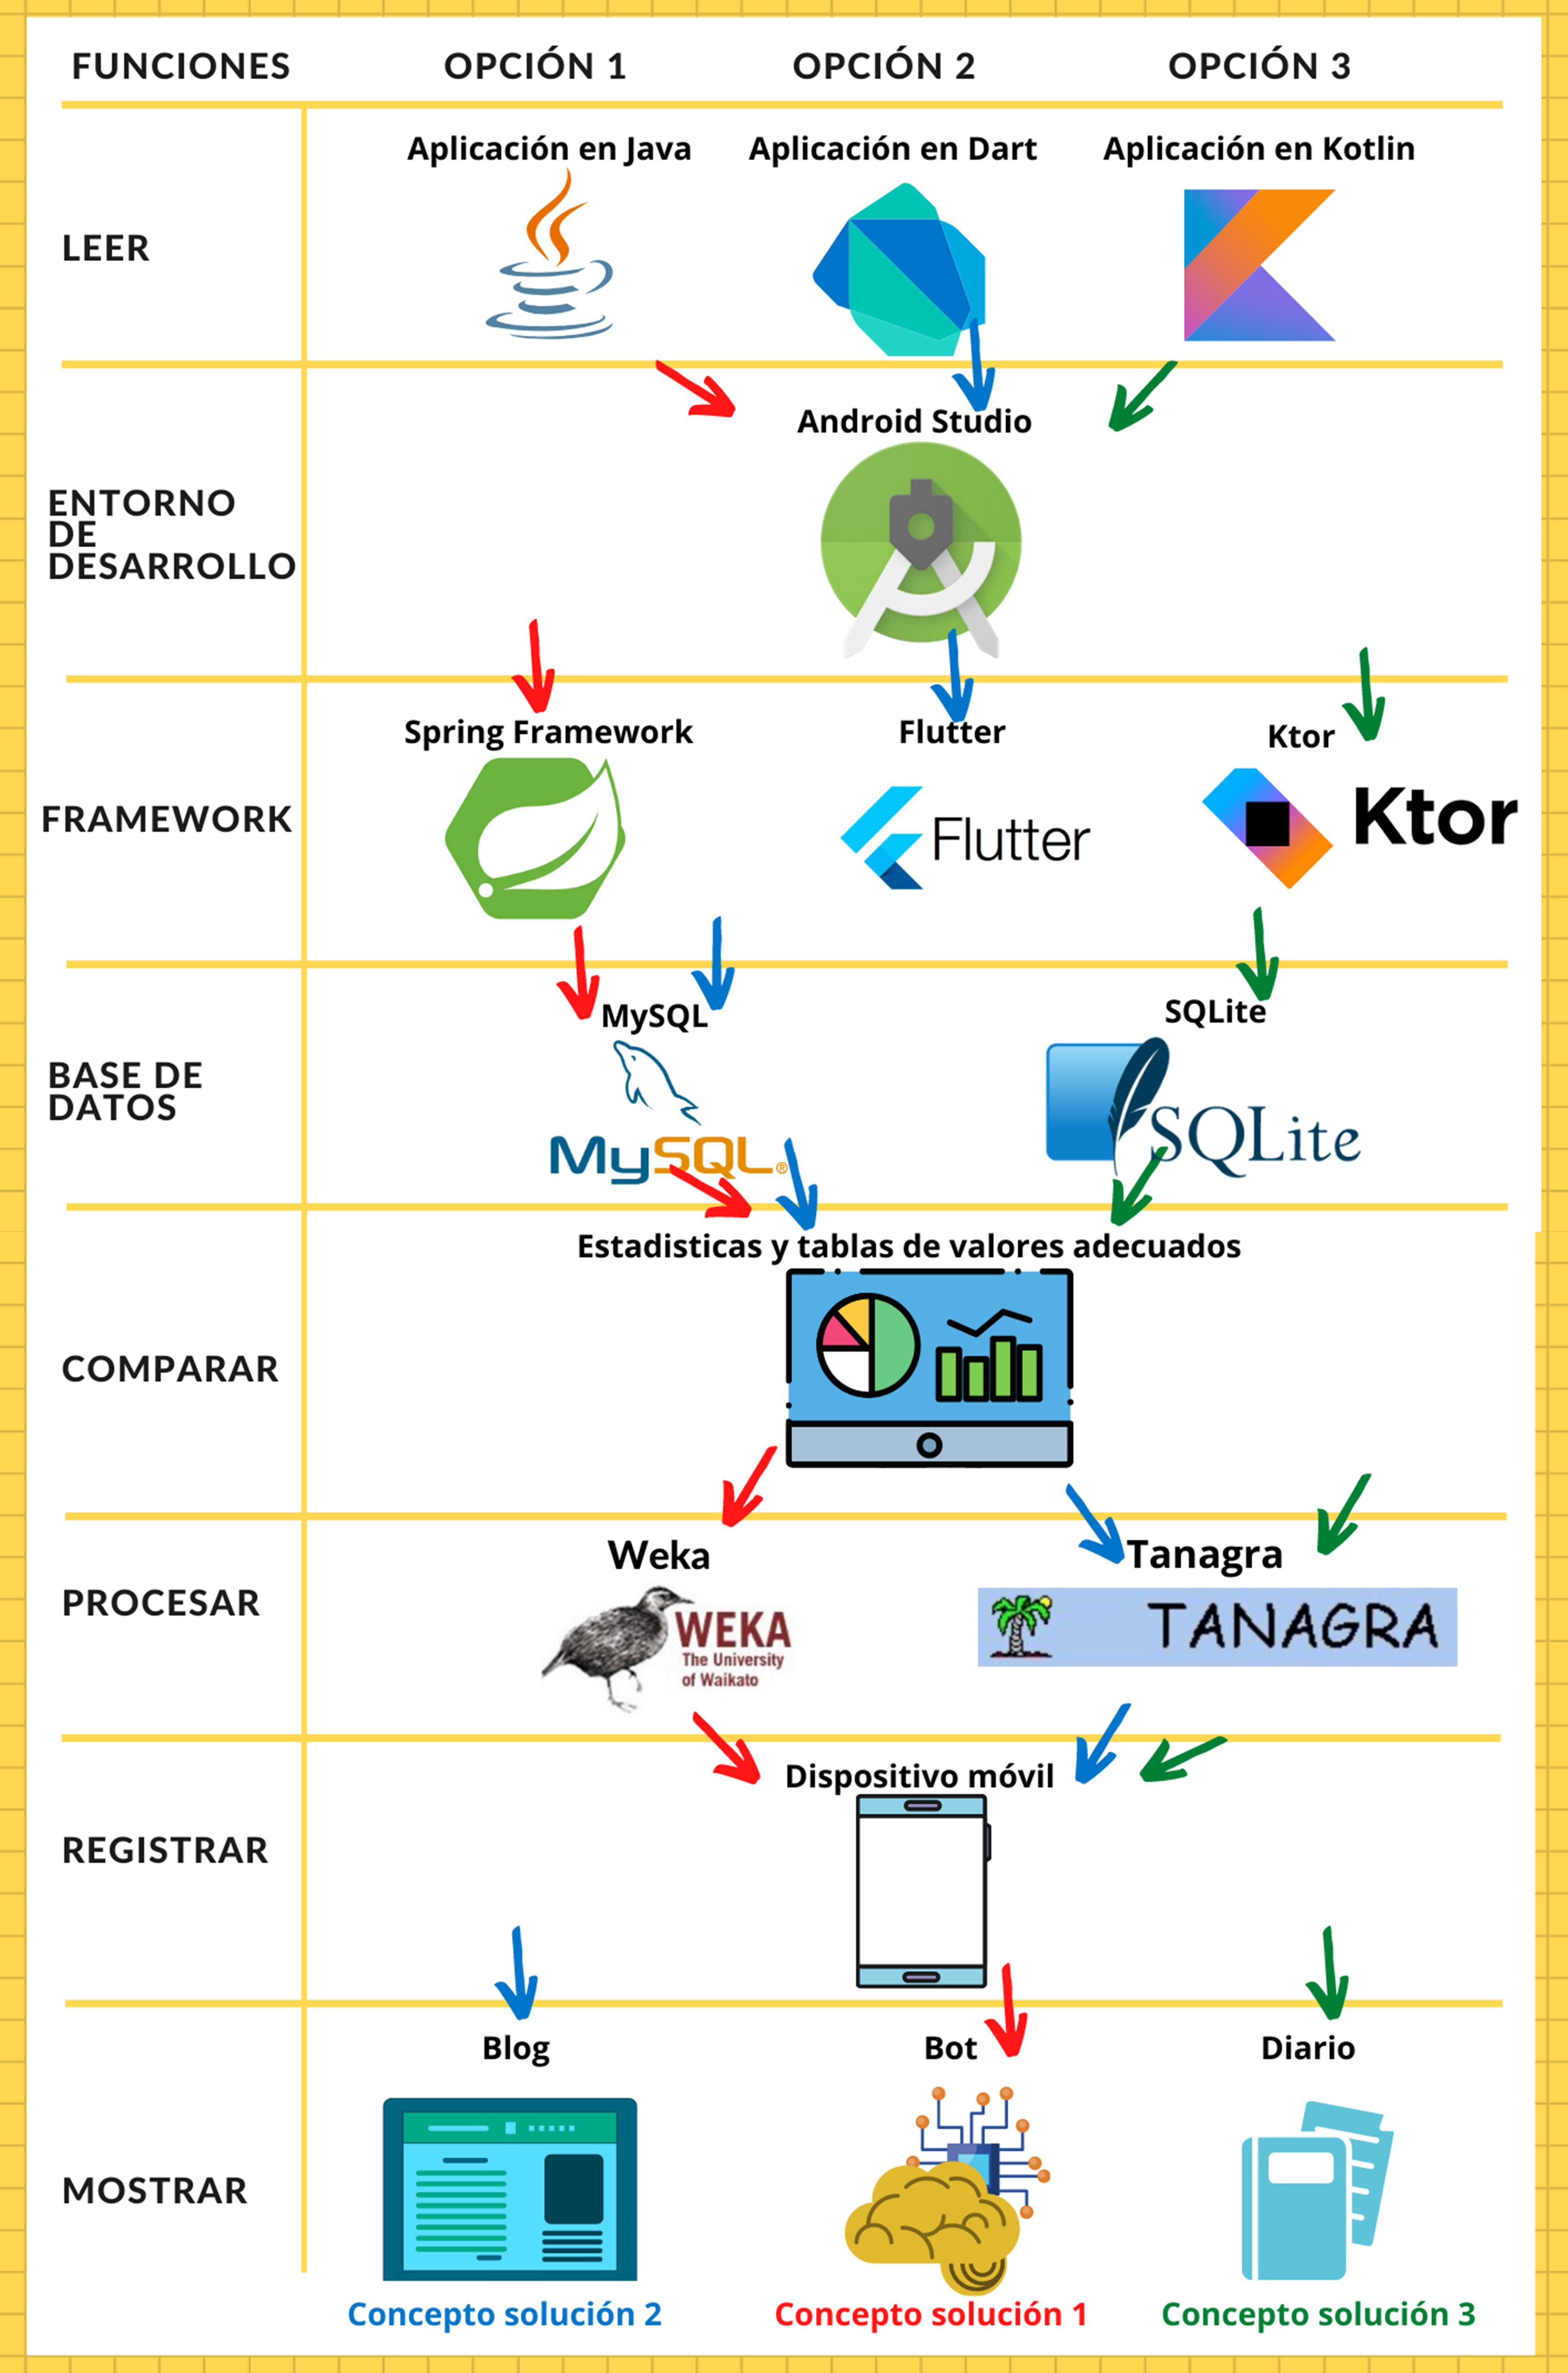 FUNCIONES
OPCIÓN 1
OPCIÓN 2
OPCIÓN 3
LEER
Aplicación en Java
Aplicación en Dart
Aplicación en Kotlin
ENTORNO
DE
DESARROLLO
Android Studio
FRAMEWORK
Spring Framework
Flutter
Flutter
Ktor
Ktor
BASE DE
DATOS
MySQL
MySQL®
SQLite
SQLite
COMPARAR
Estadisticas y tablas de valores adecuados
PROCESAR
Weka
WEKA
The University
of Waikato
Tanagra
TANAGRA
REGISTRAR
Dispositivo móvil
MOSTRAR
Blog
Bot
Diario
Concepto solución 2
Concepto solución 1
Concepto solución 3